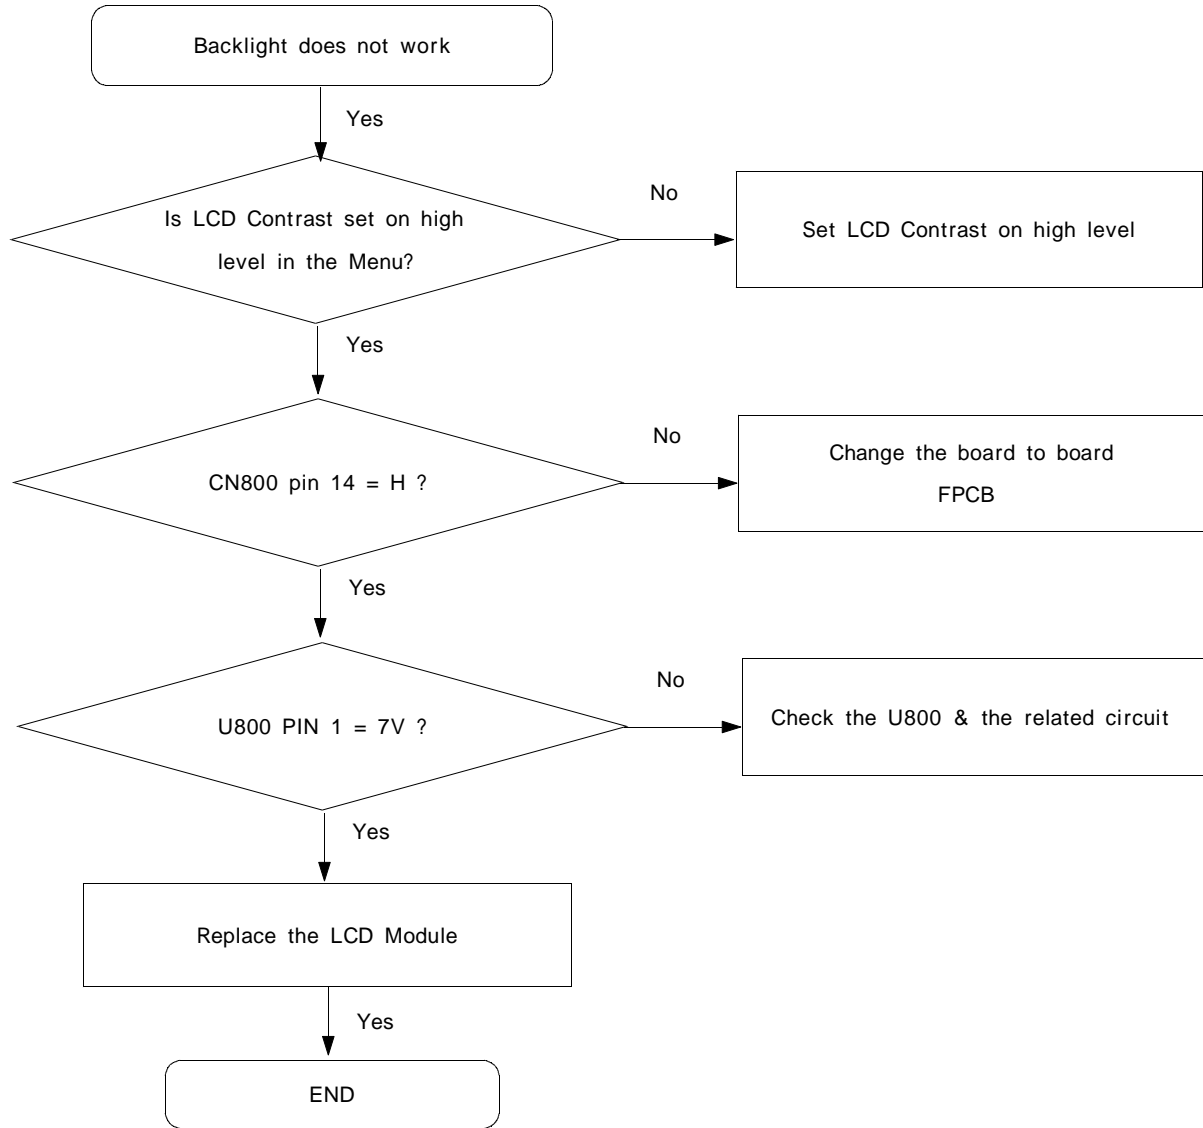 Backlight does not work
Yes
Is LCD Contrast set on high
level in the Menu?
No
Set LCD Contrast on high level
Yes
CN800 pin 14 = H ?
No
Change the board to board
FPCB
Yes
U800 PIN 1 = 7V ?
No
Check the U800 & the related circuit
Yes
Replace the LCD Module
Yes
END